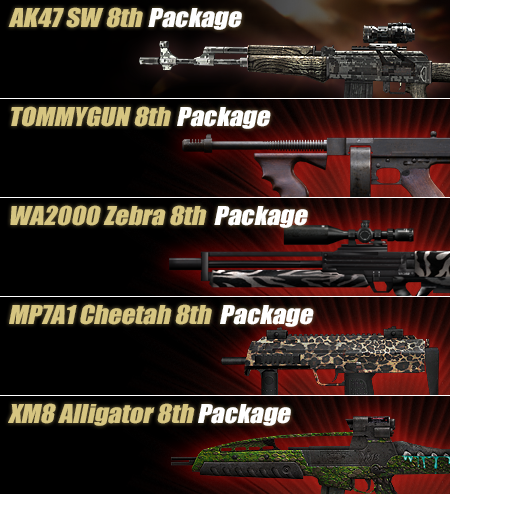 AK47 SW 8th Package
TOMMYGUN 8th Package
WA2000 Zebra 8th Package
MP7A1 Cheetah 8th Package
XM8 Alligator 8th Package